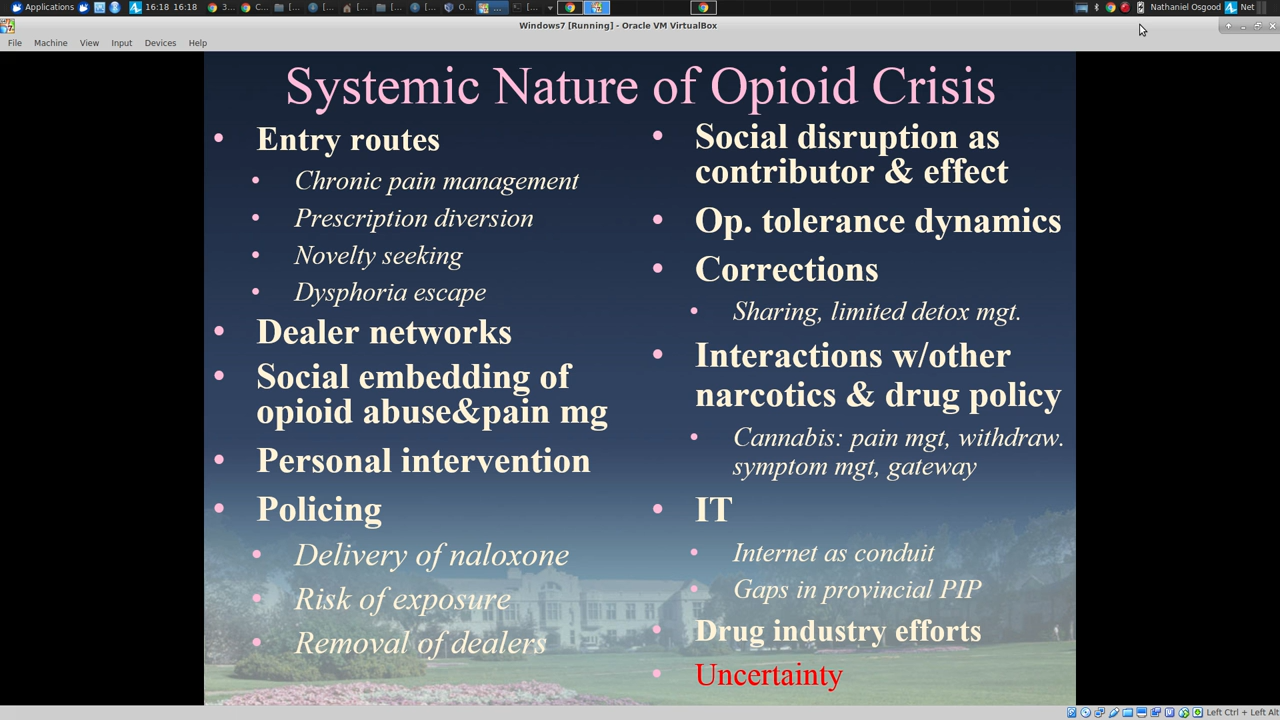 Applications
16:18 16:18
3...
C...
[...
[...
[...
[...
[...
O...
...
[...
Nathaniel Osgood
Net
Windows7 [Running] - Oracle VM VirtualBox
File Machine View Input Devices Help
Systemic Nature of Opioid Crisis
• Entry routes
• Chronic pain management
• Prescription diversion
• Novelty seeking
• Dysphoria escape
• Dealer networks
• Social embedding of
opioid abuse&pain mg
• Personal intervention
• Policing
• Delivery of naloxone
• Risk of exposure
• Removal of dealers
• Social disruption as
contributor & effect
• Op. tolerance dynamics
• Corrections
• Sharing, limited detox mgt.
• Interactions w/other
narcotics & drug policy
• Cannabis: pain mgt, withdraw.
symptom mgt, gateway
• IT
• Internet as conduit
• Gaps in provincial PIP
• Drug industry efforts
• Uncertainty
Left Ctrl + Left Alt